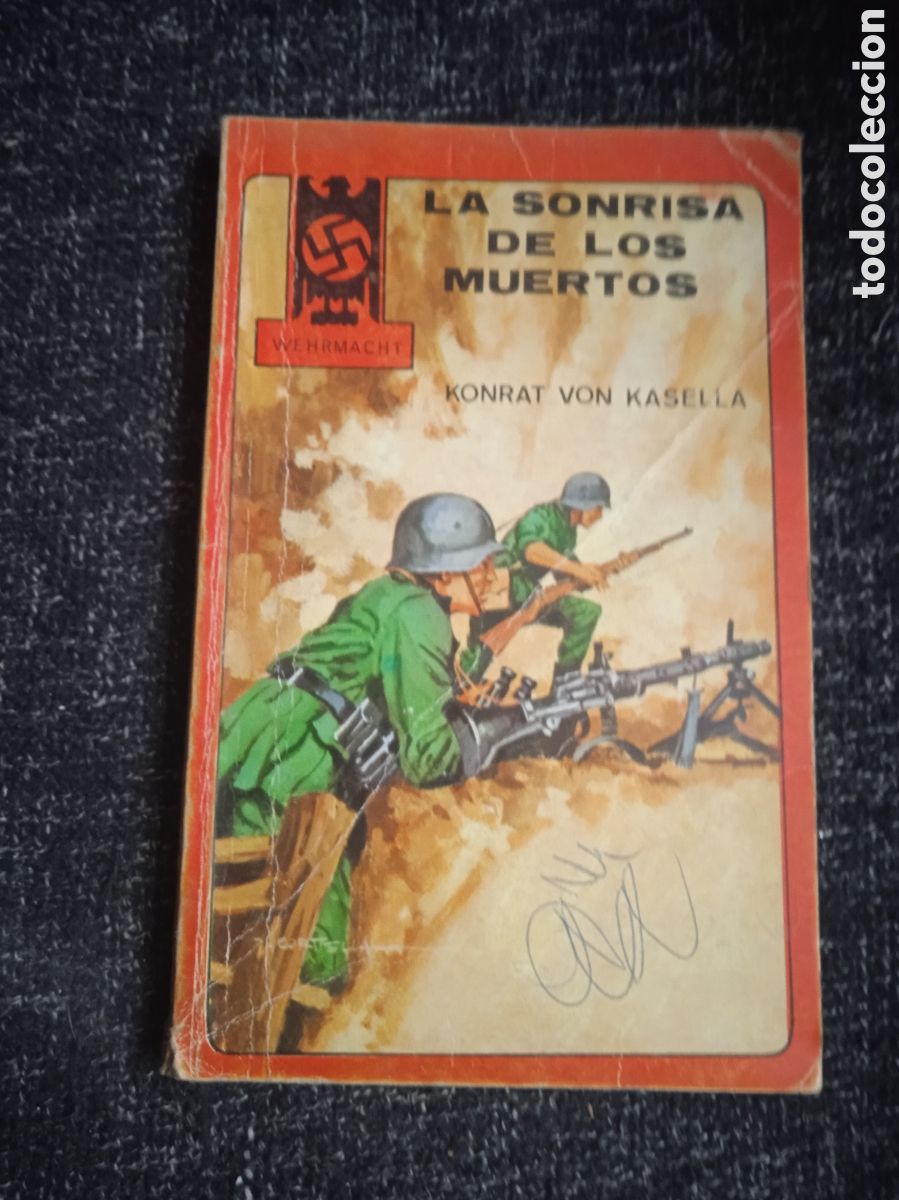 todocoleccion
LA SONRISA
DE LOS
MUERTOS
WEHRMACHT
KONRAT VON KASELLA